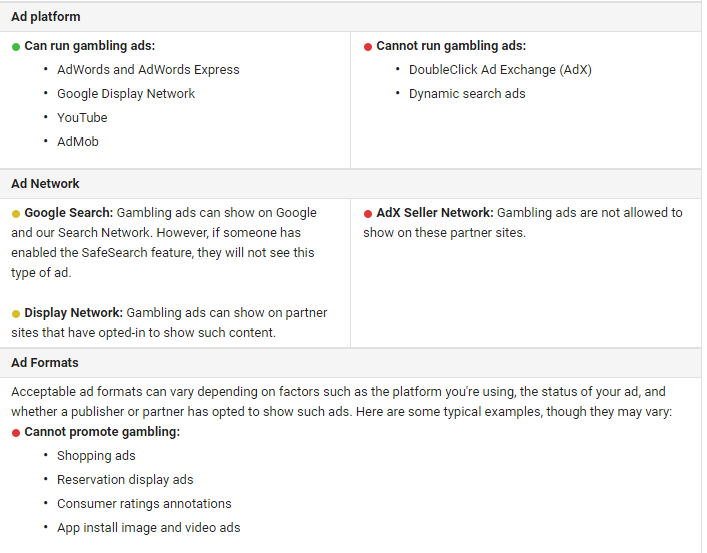 Ad platform
Can run gambling ads:
• AdWords and AdWords Express
• Google Display Network
• YouTube
• AdMob
Cannot run gambling ads:
• DoubleClick Ad Exchange (AdX)
• Dynamic search ads
Ad Network
Google Search: Gambling ads can show on Google
and our Search Network. However, if someone has
enabled the SafeSearch feature, they will not see this
type of ad.
Display Network: Gambling ads can show on partner
sites that have opted-in to show such content.
AdX Seller Network: Gambling ads are not allowed to
show on these partner sites.
Ad Formats
Acceptable ad formats can vary depending on factors such as the platform you're using, the status of your ad, and
whether a publisher or partner has opted to show such ads. Here are some typical examples, though they may vary:
Cannot promote gambling:
• Shopping ads
• Reservation display ads
• Consumer ratings annotations
• App install image and video ads